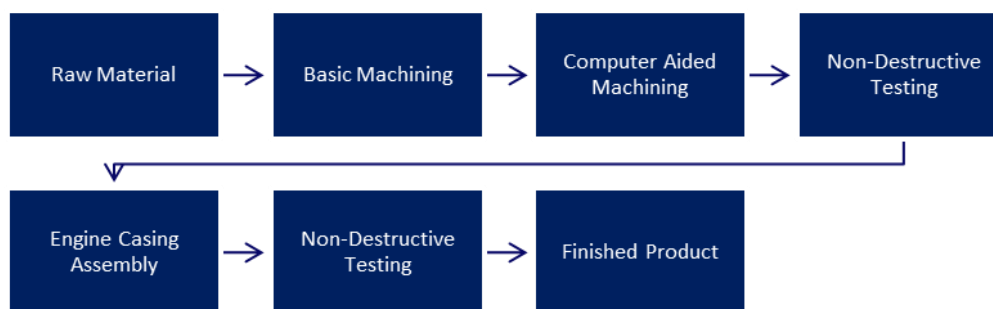 Raw Material
Basic Machining
Computer Aided
Machining
Non-Destructive
Testing
Engine Casing
Assembly
Non-Destructive
Testing
Finished Product